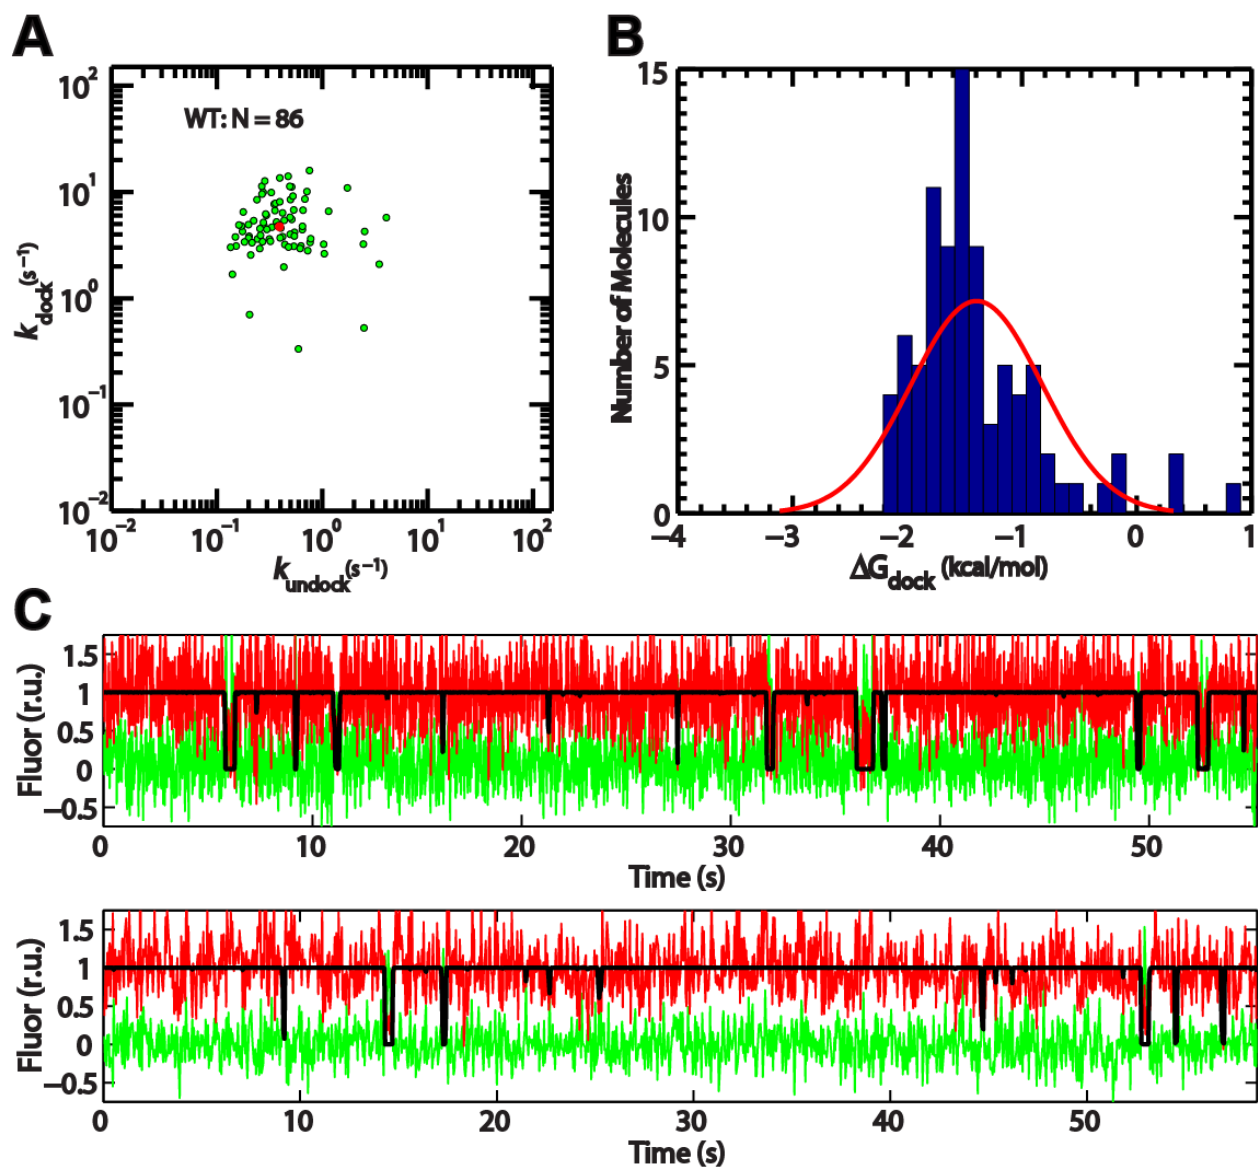 A
10² 10¹ 10⁰ 10⁻¹ 10⁻²
k_dock (s⁻¹)
WT: N = 86
10⁻² 10⁻¹ 10⁰ 10¹ 10²
k_undock (s⁻¹)
B
15 10 5 0
Number of Molecules
−4 −3 −2 −1 0 1
ΔG_dock (kcal/mol)
C
1.5 1 0.5 0 −0.5
Fluor (r.u.)
0 10 20 30 40 50
Time (s)
1.5 1 0.5 0 −0.5
Fluor (r.u.)
0 10 20 30 40 50
Time (s)